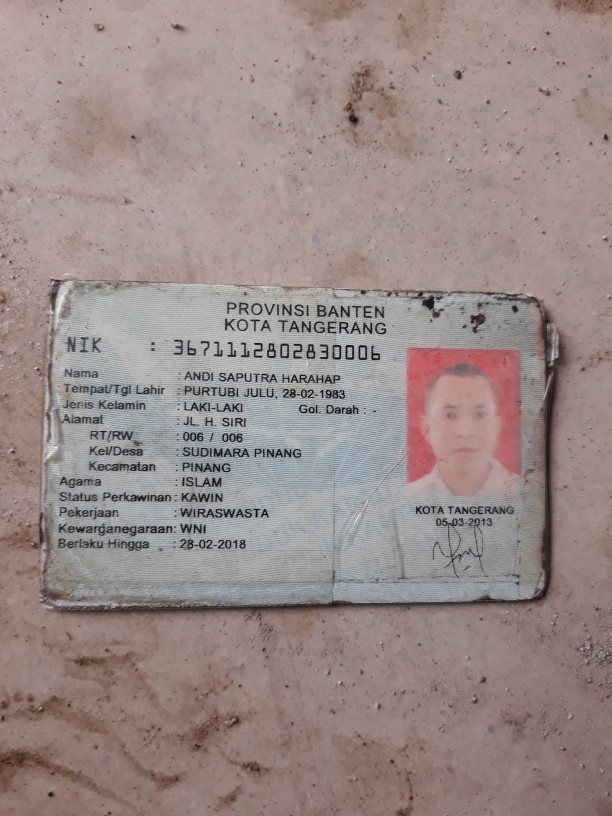 PROVINSI BANTEN
KOTA TANGERANG
NIK : 3671112802830006
Nama : ANDI SAPUTRA HARAHAP
Tempat/Tgl Lahir : PURTUBI JULU, 28-02-1983
Jenis Kelamin : LAKI-LAKI Gol. Darah : -
Alamat : JL. H. SIRI
RT/RW : 006 / 006
Kel/Desa : SUDIMARA PINANG
Kecamatan : PINANG
Agama : ISLAM
Status Perkawinan : KAWIN
Pekerjaan : WIRASWASTA
Kewarganegaraan : WNI
Berlaku Hingga : 28-02-2018
KOTA TANGERANG
05-03-2013